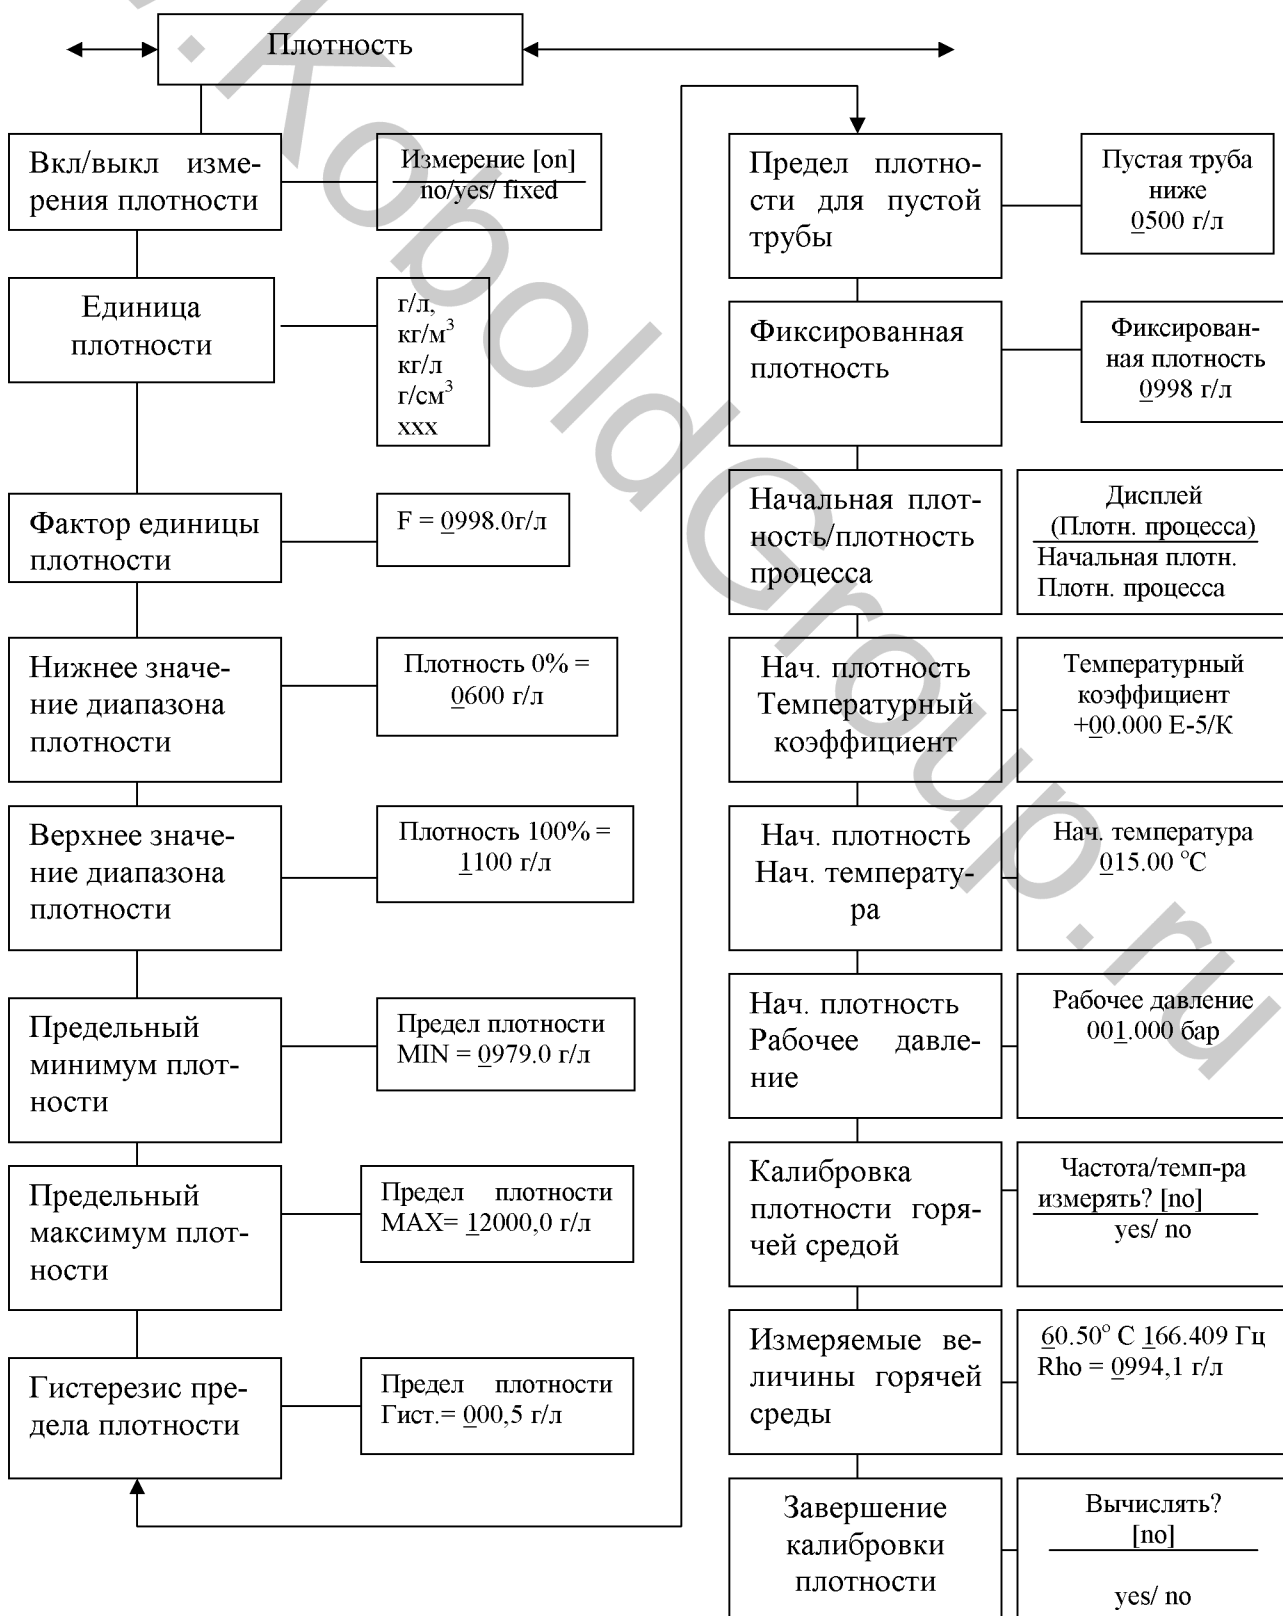 Плотность
Вкл/выкл изме-
рения плотности
Измерение [on]
no/yes/ fixed
Единица
плотности
г/л,
кг/м³
кг/л
г/см³
xxx
Фактор единицы
плотности
F = 0998.0г/л
Нижнее значе-
ние диапазона
плотности
Плотность 0% =
0600 г/л
Верхнее значе-
ние диапазона
плотности
Плотность 100% =
1100 г/л
Предельный
минимум плот-
ности
Предел плотности
MIN = 0979.0 г/л
Предельный
максимум плот-
ности
Предел плотности
MAX= 12000,0 г/л
Гистерезис пре-
дела плотности
Предел плотности
Гист.= 000,5 г/л
Предел плотно-
сти для пустой
трубы
Пустая труба
ниже
0500 г/л
Фиксированная
плотность
Фиксирован-
ная плотность
0998 г/л
Начальная плот-
ность/плотность
процесса
Дисплей
(Плотн. процесса)
Начальная плотн.
Плотн. процесса
Нач. плотность
Температурный
коэффициент
Температурный
коэффициент
+00.000 E-5/K
Нач. плотность
Нач. температу-
ра
Нач. температура
015.00 °C
Нач. плотность
Рабочее давле-
ние
Рабочее давление
001.000 бар
Калибровка
плотности горя-
чей средой
Частота/темп-ра
измерять? [no]
yes/ no
Измеряемые ве-
личины горячей
среды
60.50° C 166.409 Гц
Rho = 0994,1 г/л
Завершение
калибровки
плотности
Вычислять?
[no]
yes/ no
.KoboldGroup.ru